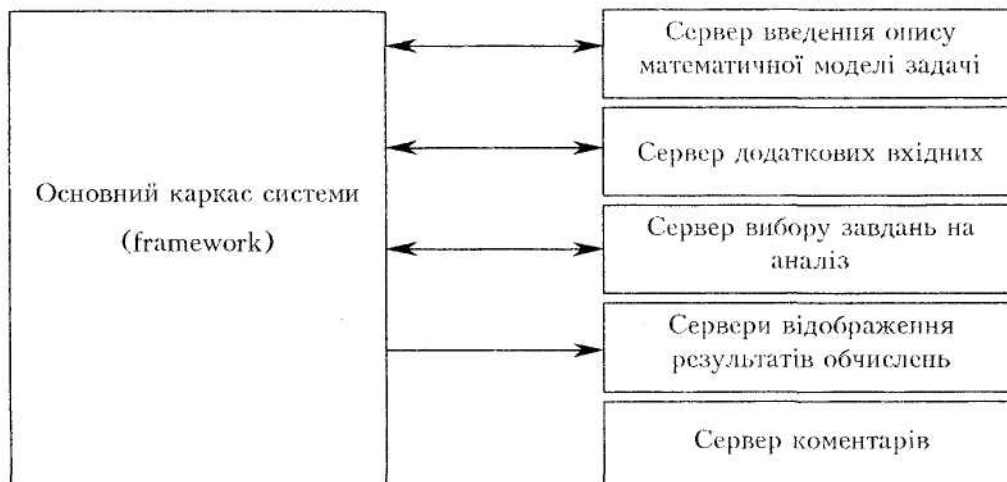 Основний каркас системи
(framework)
Сервер введення опису
математичної моделі задачі
Сервер додаткових вхідних
Сервер вибору завдань на
аналіз
Сервери відображення
результатів обчислень
Сервер коментарів